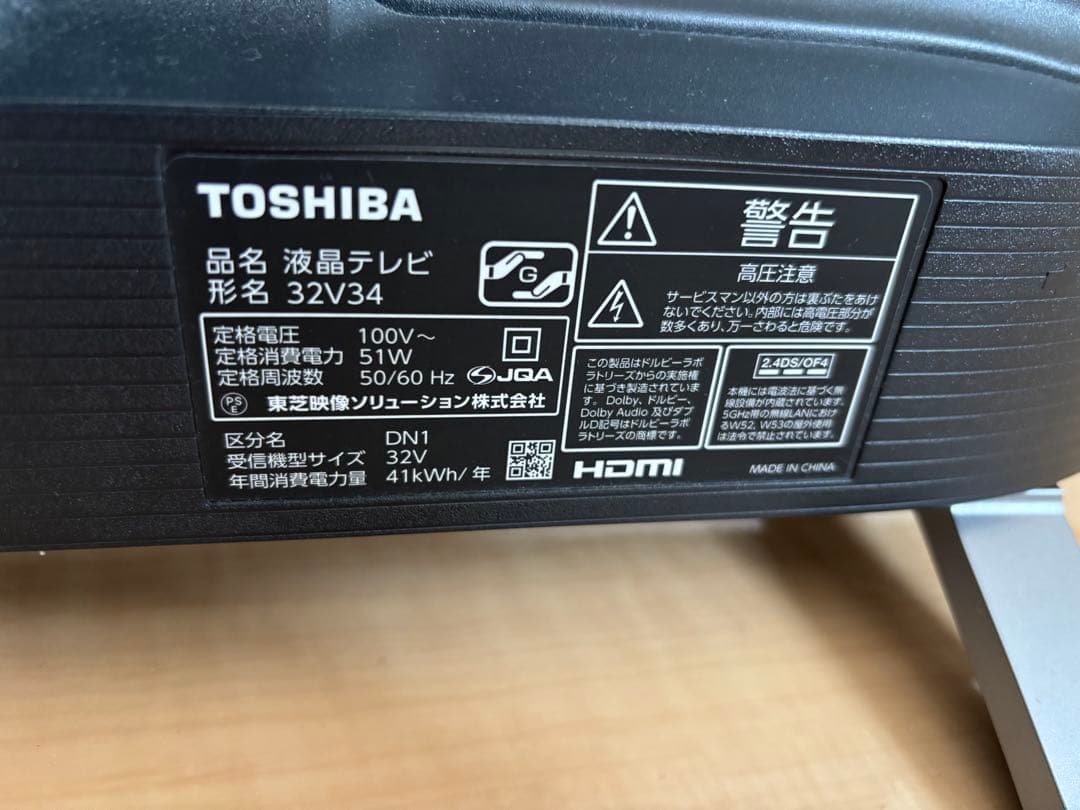 TOSHIBA
品名 液晶テレビ
形名 32V34
G
定格電圧 100V～
定格消費電力 51W
定格周波数 50/60 Hz
JQA
PS
E
東芝映像ソリューション株式会社
区分名 DN1
受信機型サイズ 32V
年間消費電力量 41kWh/年
警告
高圧注意
サービスマン以外の方は裏ぶたをあけ
ないでください。内部には高電圧部分が
数多くあり、万一さわると危険です。
この製品はドルビーラボ
ラトリーズからの実施権
に基づき製造されていま
す。Dolby、ドルビー、
Dolby Audio 及びダブ
ルD記号はドルビーラボ
ラトリーズの商標です。
2.4DS/OF4
本機には電波法に基づく無
線設備が内蔵されています。
5GHz帯の無線LANにおけ
るW52、W53の屋外使用
は法令で禁止されています。
HDMI
MADE IN CHINA